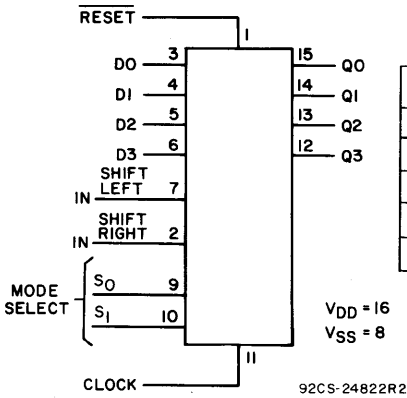 RESET
1
D0 3 15 Q0
D1 4 14 Q1
D2 5 13 Q2
D3 6 12 Q3
SHIFT
LEFT
IN 7
SHIFT
RIGHT
IN 2
MODE
SELECT
S0 9
S1 10
VDD = 16
VSS = 8
11
CLOCK
92CS-24822R2